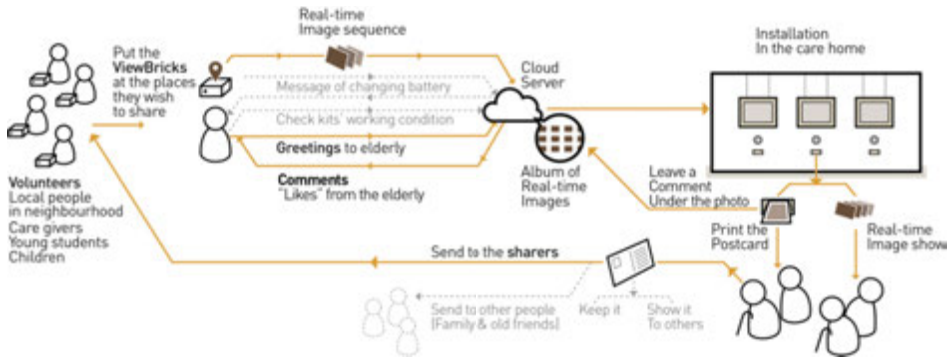 Real-time
Image sequence
Put the
ViewBricks
at the places
they wish
to share
Message of changing battery
Check kits' working condition
Greetings to elderly
Comments
"Likes" from the elderly
Cloud
Server
Album of
Real-time
Images
Installation
In the care home
Leave a
Comment
Under the photo
Print the
Postcard
Real-time
Image show
Volunteers
Local people
in neighbourhood
Care givers
Young students
Children
Send to the sharers
Send to other people
(Family & old friends)
Keep it
Show it
To others